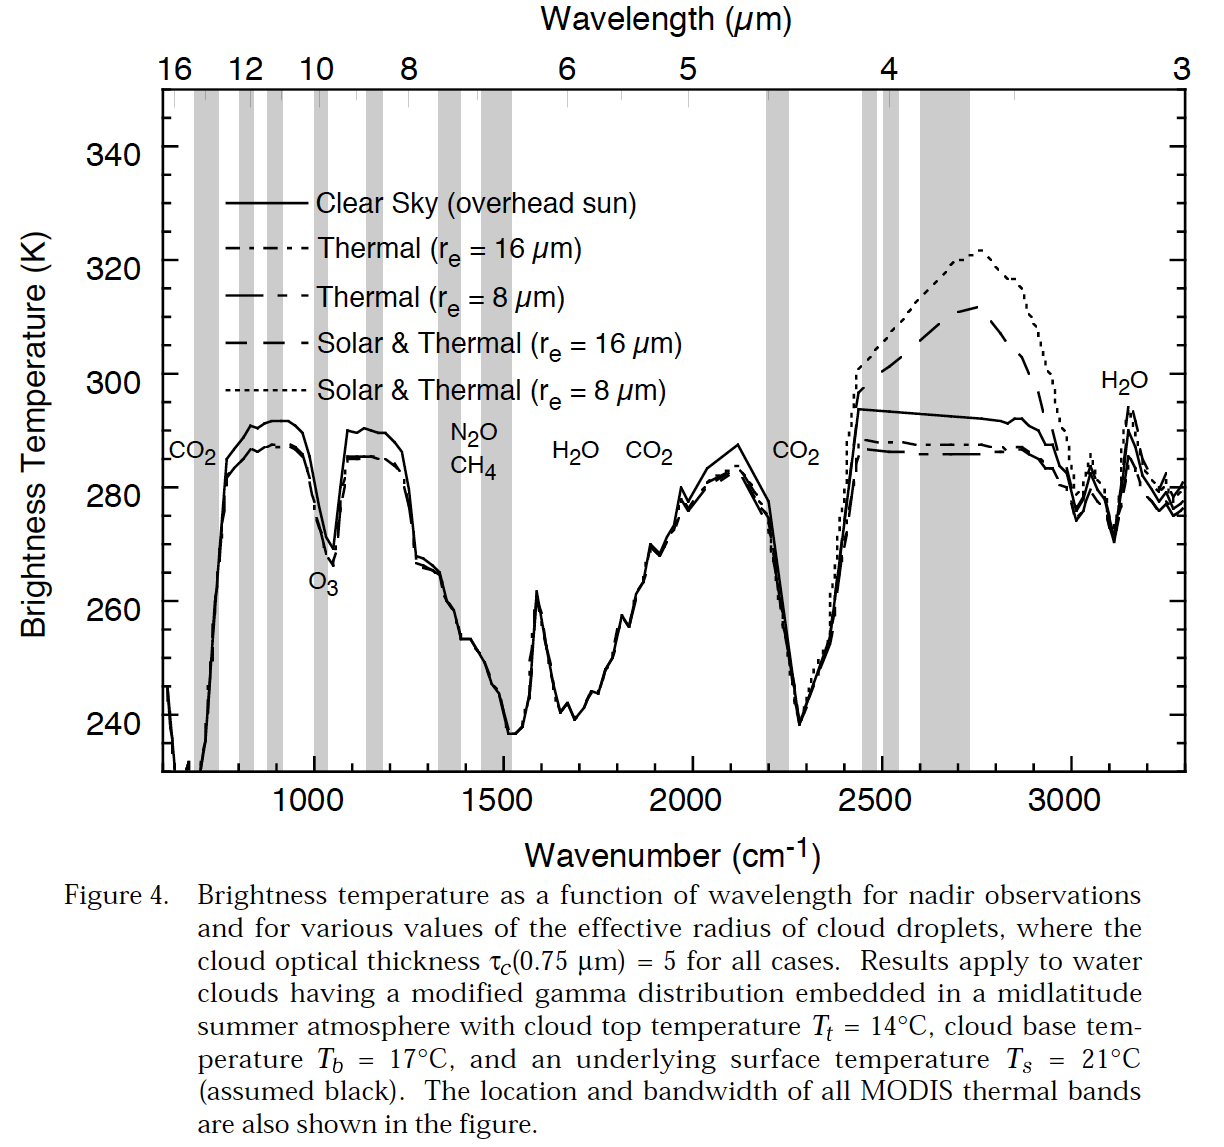 Wavelength (µm)
16 12 10 8 6 5 4 3
340
320
300
280
260
240
Brightness Temperature (K)
Clear Sky (overhead sun)
Thermal (re = 16 µm)
Thermal (re = 8 µm)
Solar & Thermal (re = 16 µm)
Solar & Thermal (re = 8 µm)
CO2
O3
N2O
CH4
H2O
CO2
CO2
H2O
1000 1500 2000 2500 3000
Wavenumber (cm-1)
Figure 4. Brightness temperature as a function of wavelength for nadir observations
and for various values of the effective radius of cloud droplets, where the
cloud optical thickness τc(0.75 µm) = 5 for all cases. Results apply to water
clouds having a modified gamma distribution embedded in a midlatitude
summer atmosphere with cloud top temperature Tt = 14°C, cloud base tem-
perature Tb = 17°C, and an underlying surface temperature Ts = 21°C
(assumed black). The location and bandwidth of all MODIS thermal bands
are also shown in the figure.